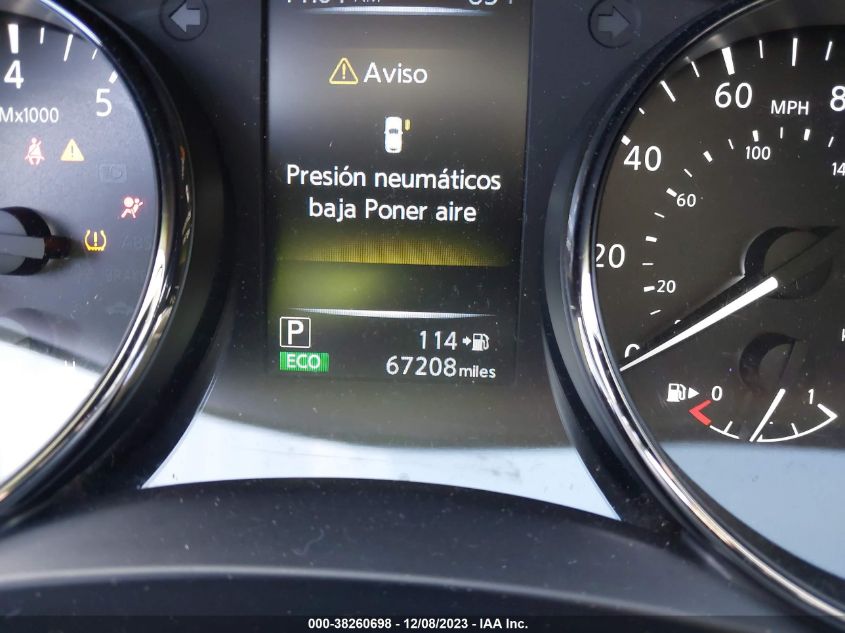 4
5
Mx1000
Aviso
Presión neumáticos
baja Poner aire
P
ECO
114
67208 miles
60
MPH
40
100
60
20
20
0
0
1
000-38260698 - 12/08/2023 - IAA Inc.